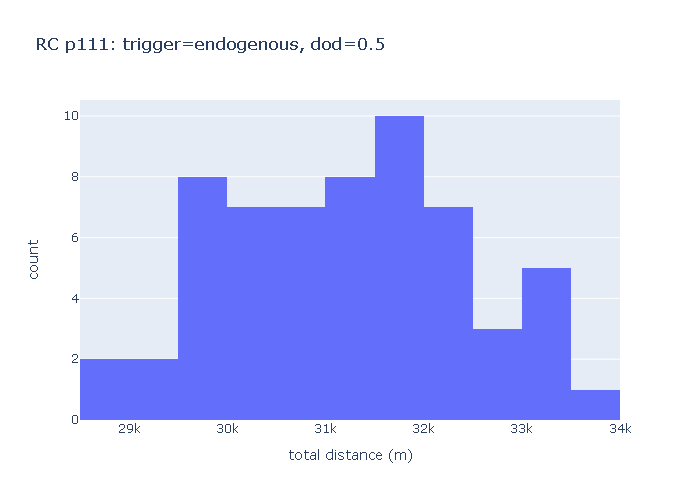 RC p111: trigger=endogenous, dod=0.5
10
8
6
4
2
0
count
29k 30k 31k 32k 33k 34k
total distance (m)